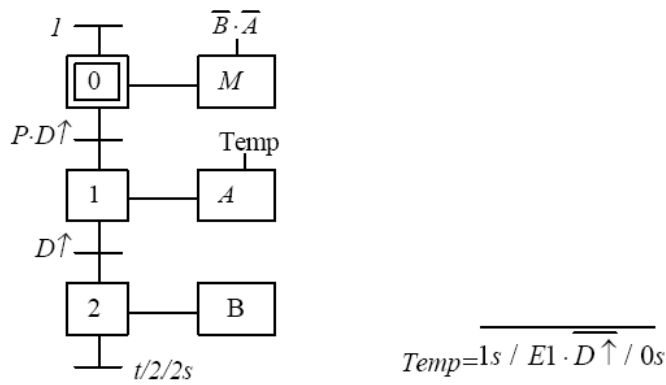 1
B̅·A̅
0
M
P·D↑
Temp
1
A
D↑
2
B
t/2/2s
Temp=1s / E1·D↑ / 0s